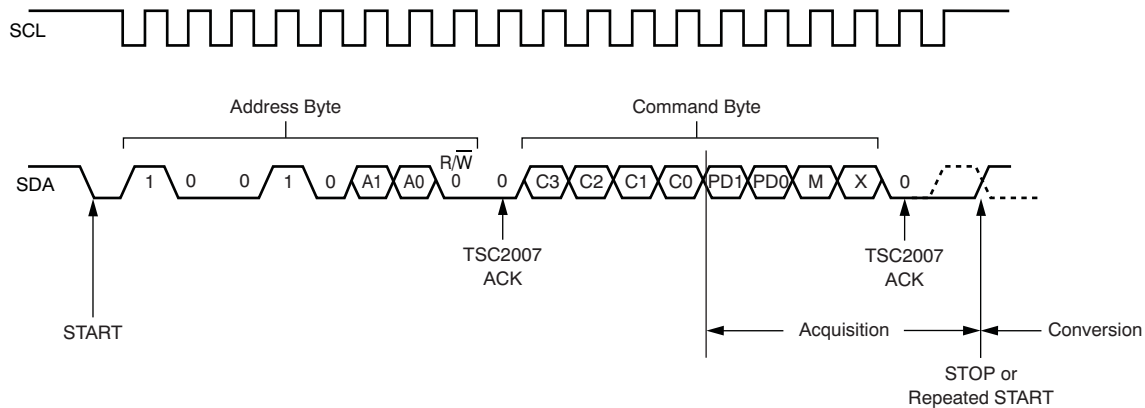 SCL
Address Byte
Command Byte
R/W̅
SDA
1 0 0 1 0 A1 A0 0 0 C3 C2 C1 C0 PD1 PD0 M X 0
TSC2007
ACK
TSC2007
ACK
START
Acquisition
Conversion
STOP or
Repeated START